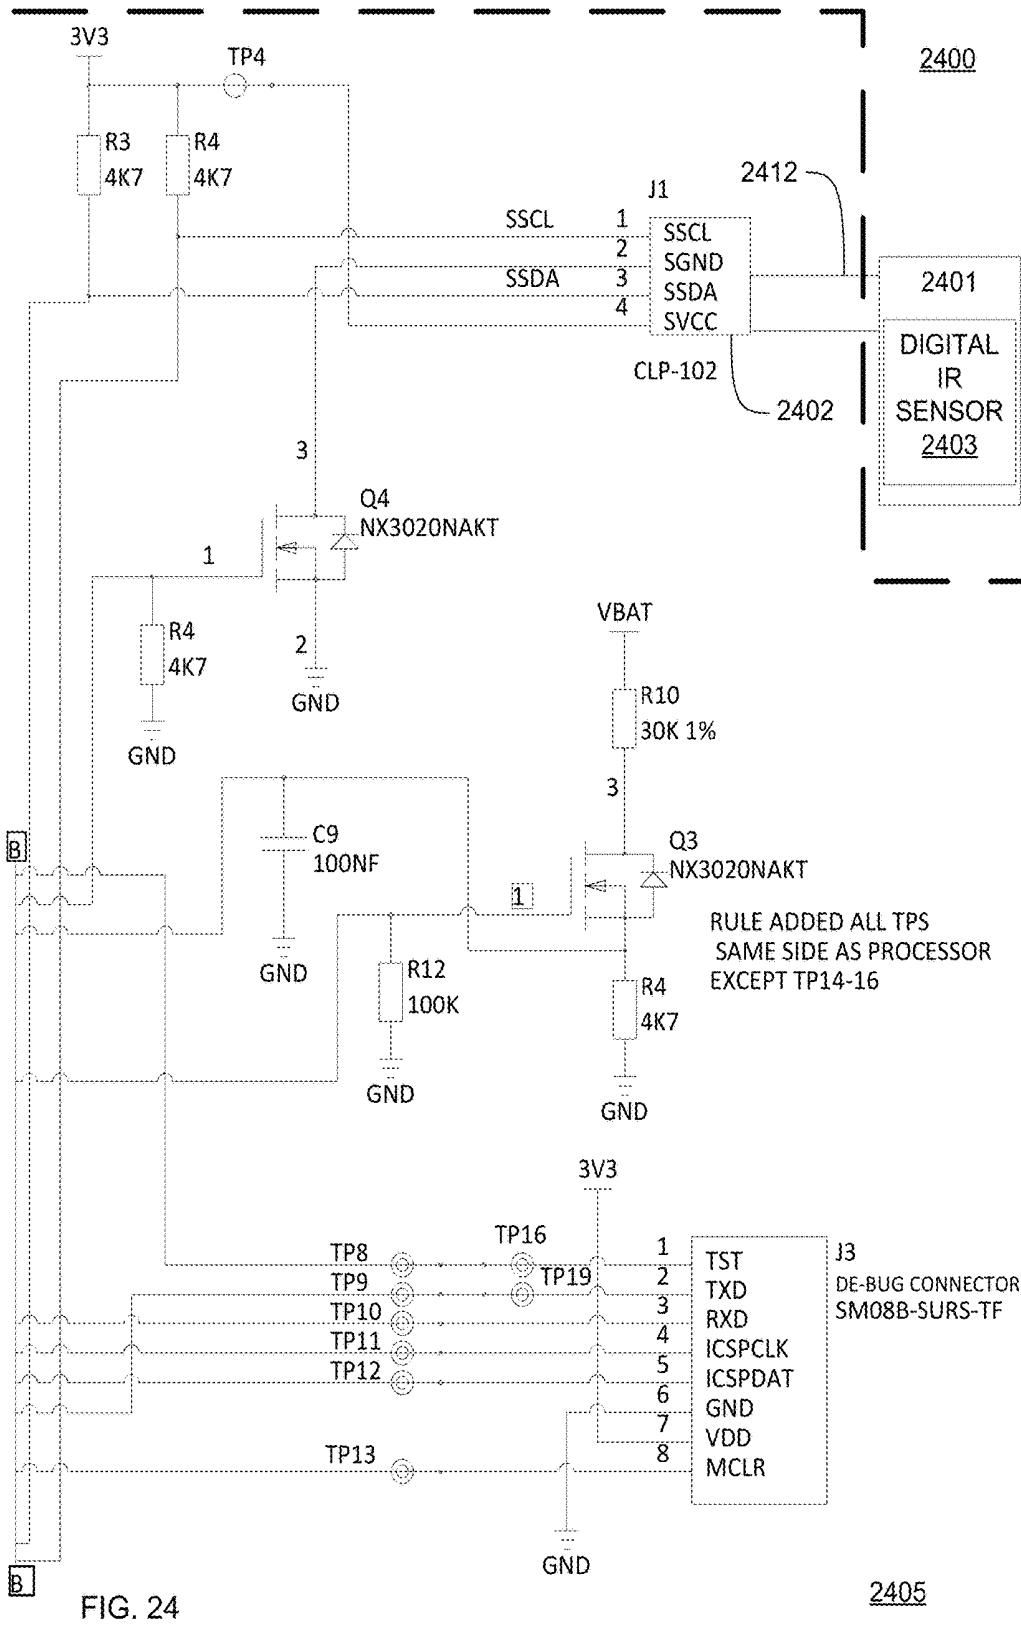 3V3
TP4
2400
R3
4K7
R4
4K7
2412
J1
SSCL
1
SSCL
2
SGND
SSDA
3
SSDA
4
SVCC
2401
DIGITAL
IR
SENSOR
2403
CLP-102
2402
3
Q4
NX3020NAKT
1
R4
4K7
2
GND
GND
VBAT
R10
30K 1%
3
B
C9
100NF
Q3
NX3020NAKT
1
RULE ADDED ALL TPS
SAME SIDE AS PROCESSOR
EXCEPT TP14-16
GND
R12
100K
R4
4K7
GND
GND
3V3
TP16
TP8
1
TST
J3
TP19
TP9
2
TXD
DE-BUG CONNECTOR
SM08B-SURS-TF
TP10
3
RXD
TP11
4
ICSPCLK
TP12
5
ICSPDAT
6
GND
7
VDD
TP13
8
MCLR
GND
B
FIG. 24
2405